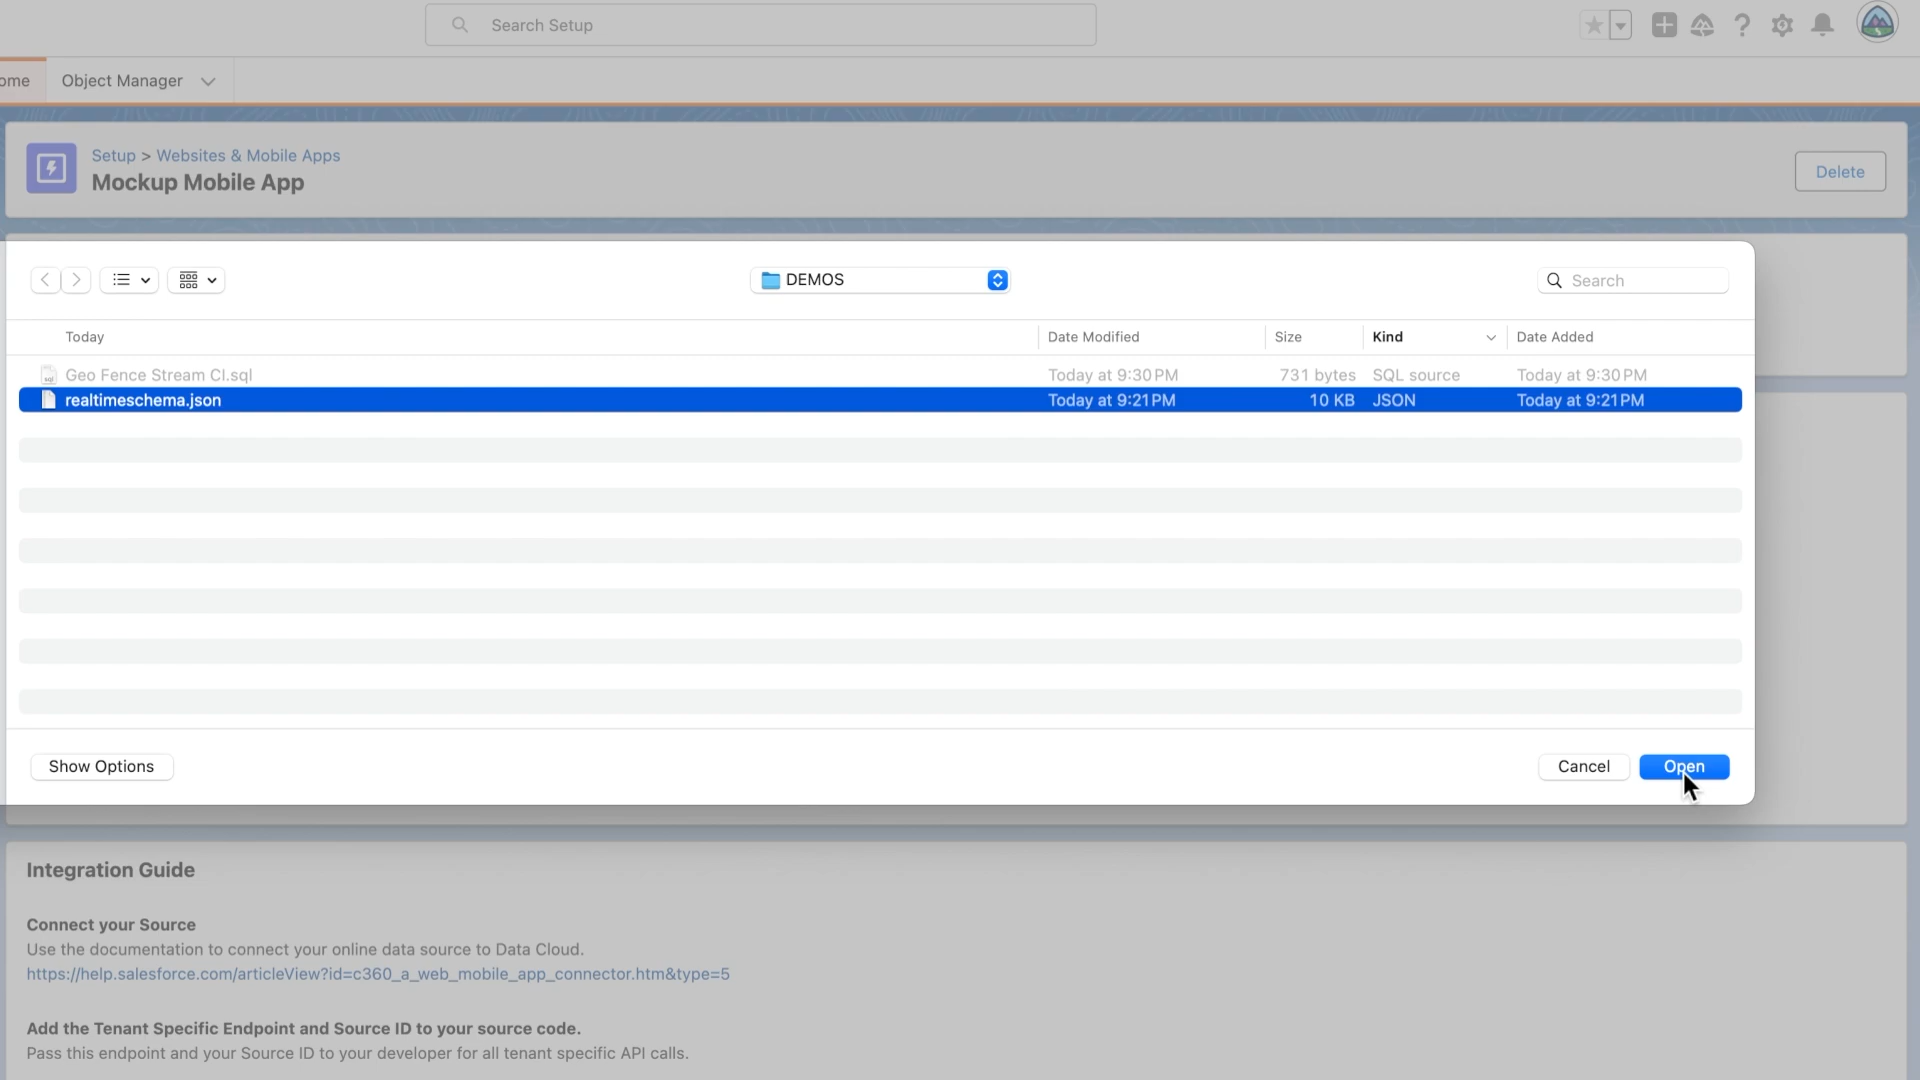 Search Setup
ome
Object Manager
Setup > Websites & Mobile Apps
Mockup Mobile App
Delete
DEMOS
Search
Today Date Modified Size Kind Date Added
Geo Fence Stream CI.sql Today at 9:30 PM 731 bytes SQL source Today at 9:30 PM
realtimeschema.json Today at 9:21 PM 10 KB JSON Today at 9:21 PM
Show Options
Cancel
Open
Integration Guide
Connect your Source
Use the documentation to connect your online data source to Data Cloud.
https://help.salesforce.com/articleView?id=c360_a_web_mobile_app_connector.htm&type=5
Add the Tenant Specific Endpoint and Source ID to your source code.
Pass this endpoint and your Source ID to your developer for all tenant specific API calls.